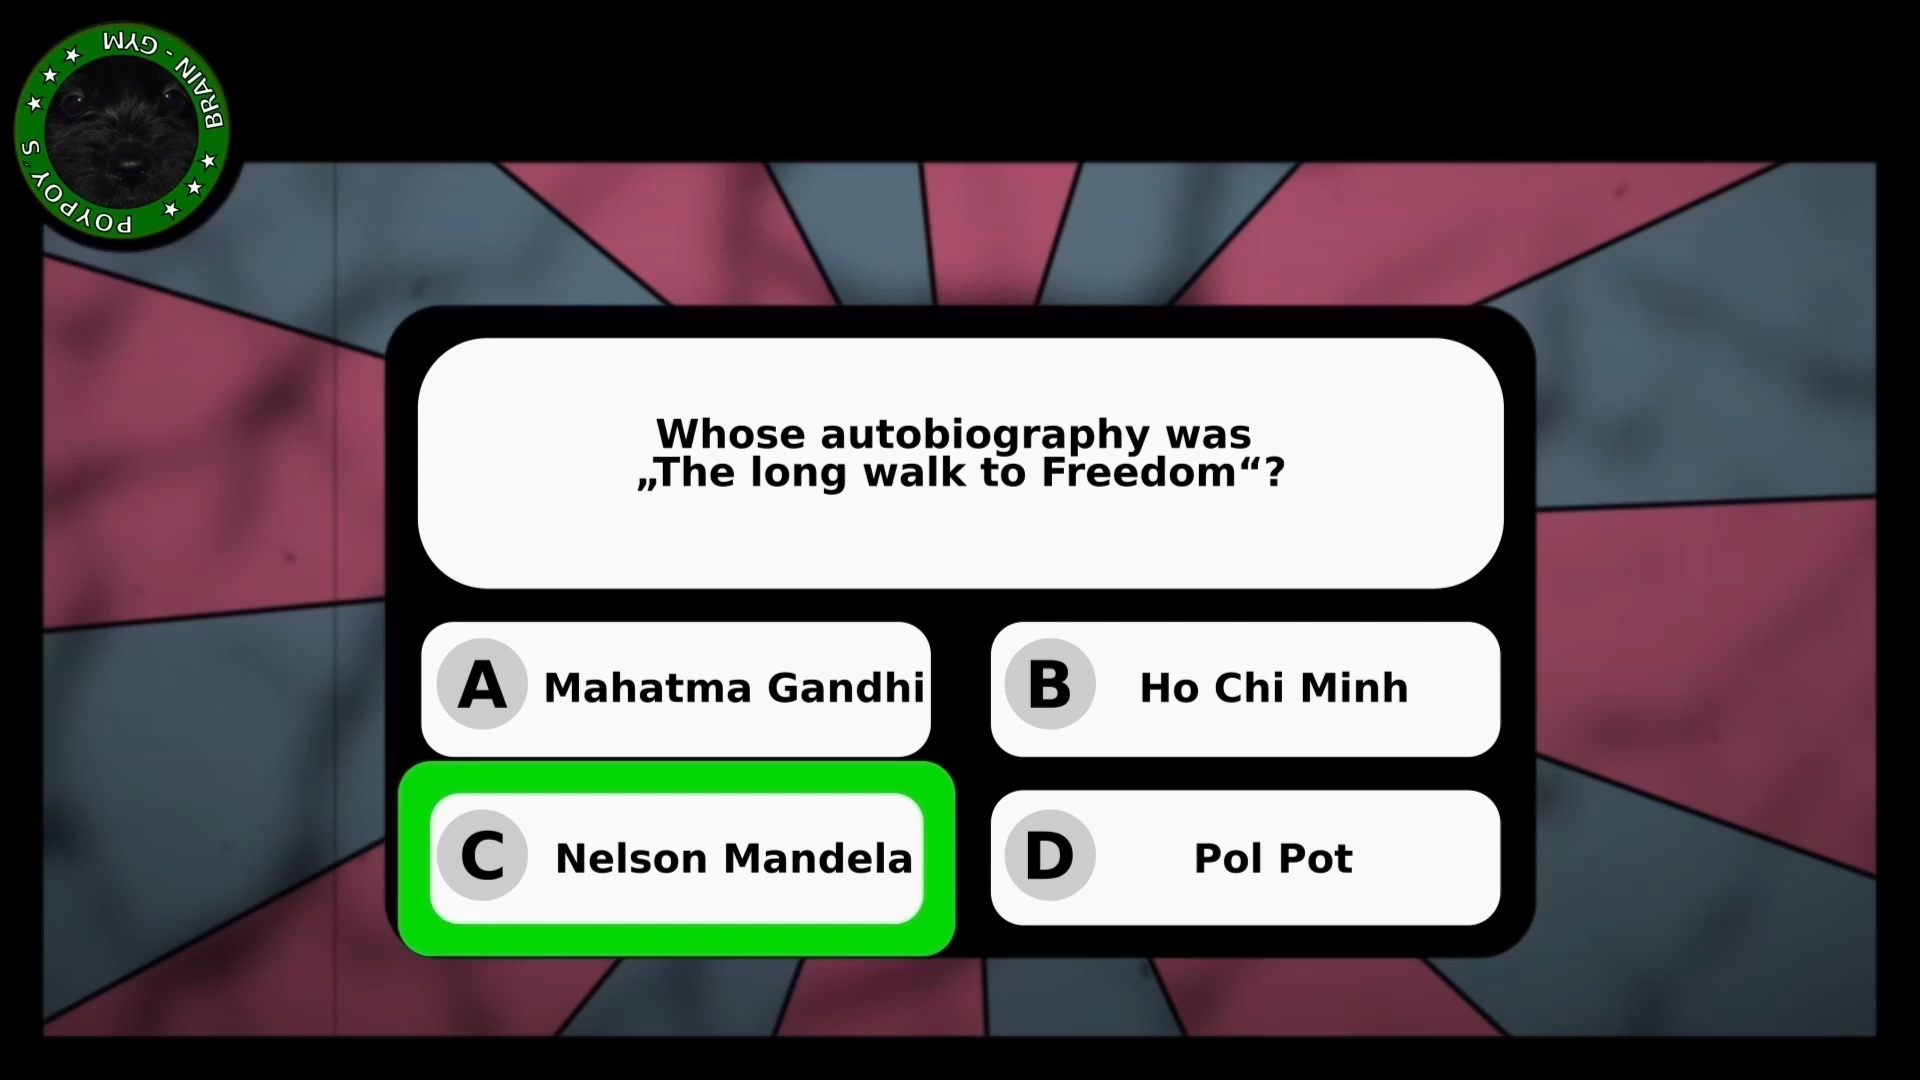 POYPOY´S ★ ★ ★ BRAIN - GYM ★ ★ ★
Whose autobiography was
„The long walk to Freedom“?
A Mahatma Gandhi
B Ho Chi Minh
C Nelson Mandela
D Pol Pot